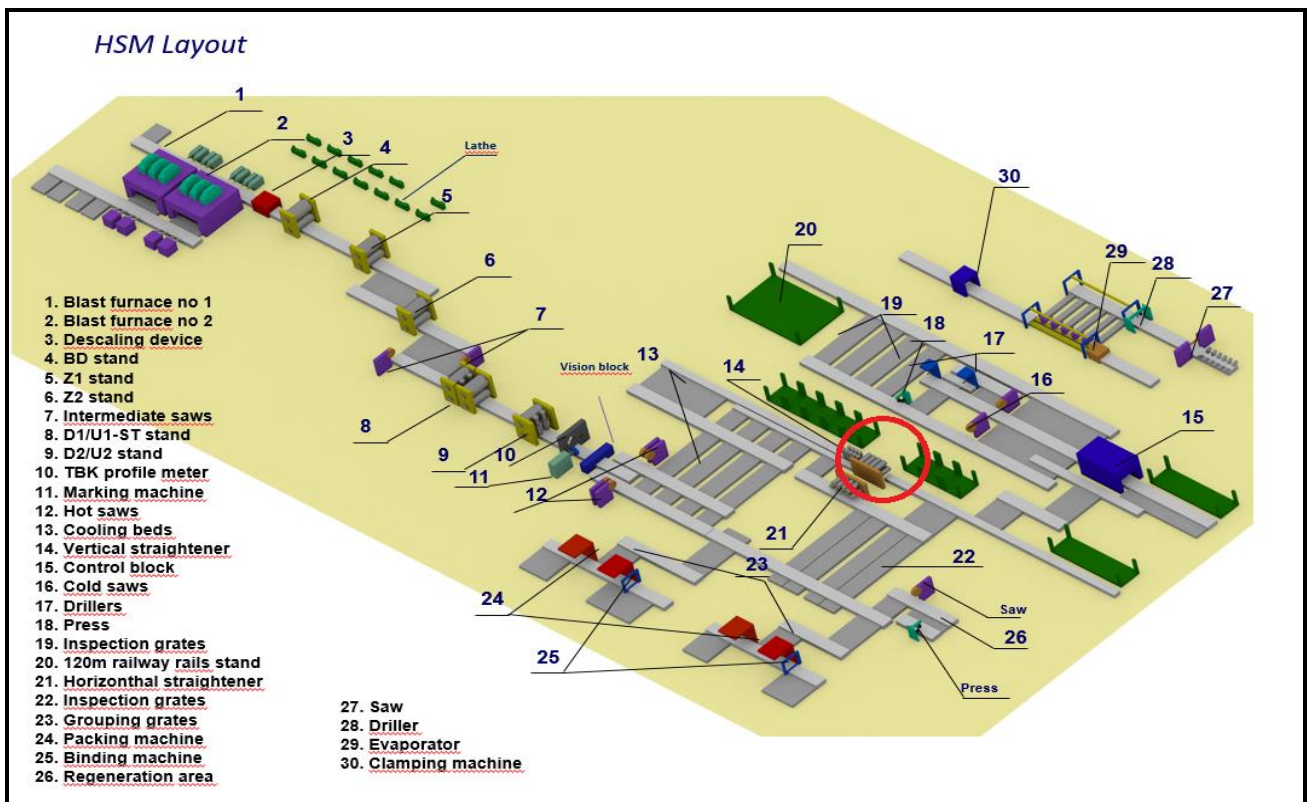 HSM Layout
1
2
3
4
Lathe
5
6
7
Vision block
8
9
10
11
12
13
14
15
16
17
18
19
20
21
22
23
24
25
26
27
28
29
30
Saw
Press
1. Blast furnace no 1
2. Blast furnace no 2
3. Descaling device
4. BD stand
5. Z1 stand
6. Z2 stand
7. Intermediate saws
8. D1/U1-ST stand
9. D2/U2 stand
10. TBK profile meter
11. Marking machine
12. Hot saws
13. Cooling beds
14. Vertical straightener
15. Control block
16. Cold saws
17. Drillers
18. Press
19. Inspection grates
20. 120m railway rails stand
21. Horizonthal straightener
22. Inspection grates
23. Grouping grates
24. Packing machine
25. Binding machine
26. Regeneration area
27. Saw
28. Driller
29. Evaporator
30. Clamping machine